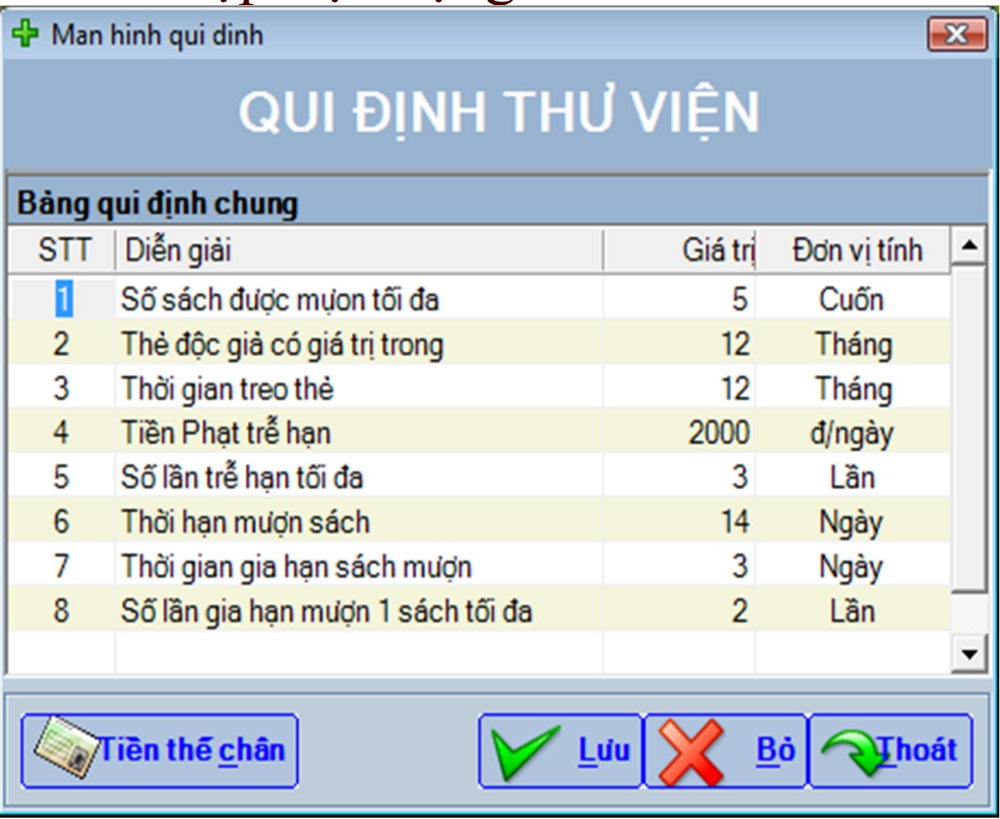 Man hinh qui dinh
QUI ĐỊNH THƯ VIỆN
Bảng qui định chung
STT Diễn giải Giá trị Đơn vị tính
1 Số sách được mựon tối đa 5 Cuốn
2 Thẻ độc giả có giá trị trong 12 Tháng
3 Thời gian treo thẻ 12 Tháng
4 Tiền Phạt trễ hạn 2000 đ/ngày
5 Số lần trễ hạn tối đa 3 Lần
6 Thời hạn mượn sách 14 Ngày
7 Thời gian gia hạn sách mượn 3 Ngày
8 Số lần gia hạn mượn 1 sách tối đa 2 Lần
Tiền thế chân Lưu Bỏ Thoát